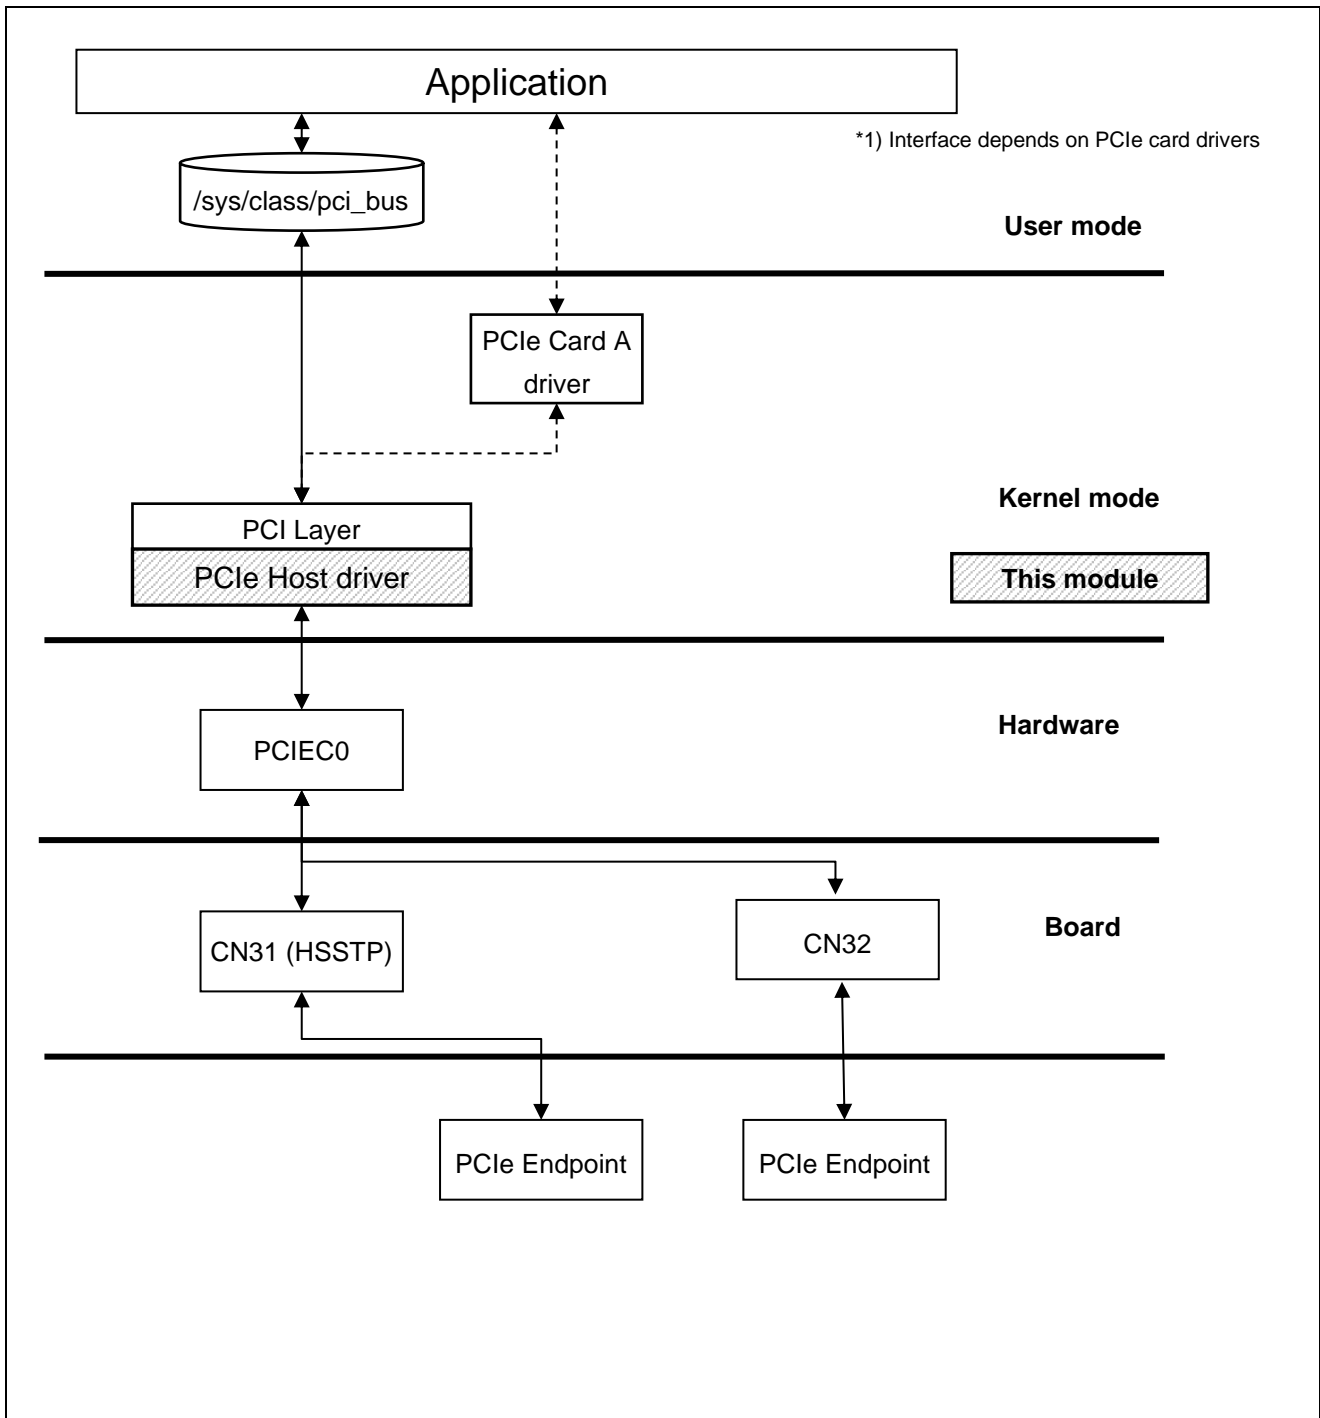 Application
*1) Interface depends on PCIe card drivers
/sys/class/pci_bus
User mode
PCIe Card A
driver
Kernel mode
PCI Layer
PCIe Host driver
This module
Hardware
PCIEC0
Board
CN31 (HSSTP)
CN32
PCIe Endpoint
PCIe Endpoint